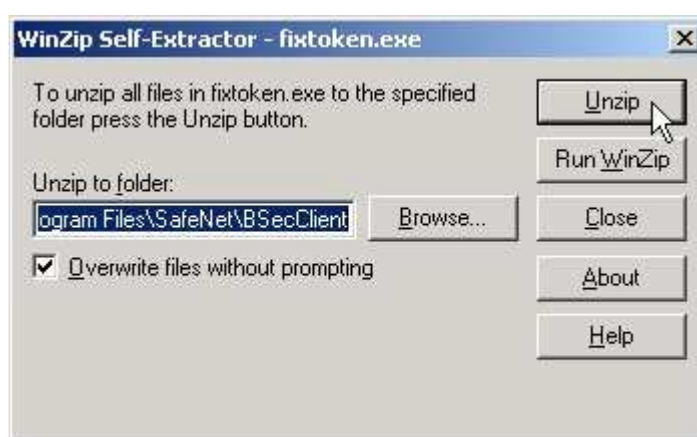 WinZip Self-Extractor - fixtoken.exe
To unzip all files in fixtoken.exe to the specified
folder press the Unzip button.
Unzip to folder:
ogram Files\SafeNet\BSecClient
Browse...
Overwrite files without prompting
Unzip
Run WinZip
Close
About
Help